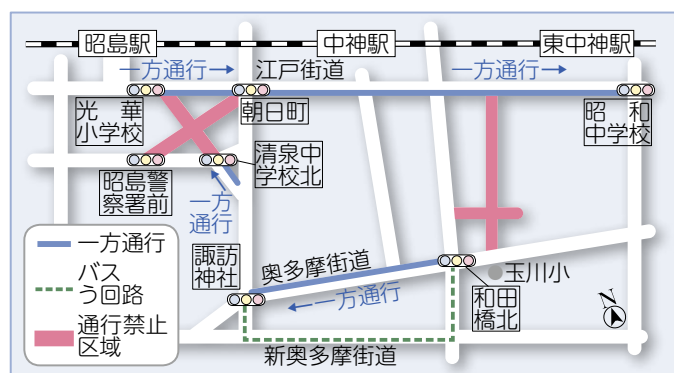 昭島駅
中神駅
東中神駅
一方通行→
江戸街道
一方通行→
光華
小学校
朝日町
昭和
中学校
昭島警
察署前
清泉中
学校北
一方
通行
諏訪
神社
奥多摩街道
←一方通行
玉川小
和田
橋北
新奥多摩街道
N
一方通行
バス
う回路
通行禁止
区域